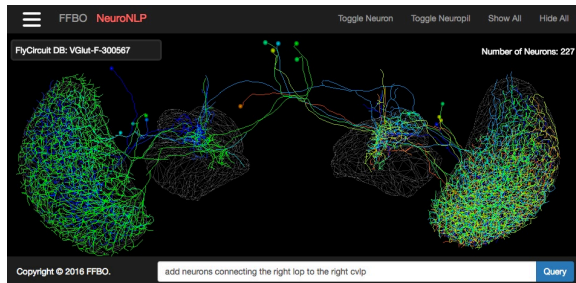 FFBO NeuroNLP Toggle Neuron Toggle Neuropil Show All Hide All
FlyCircuit DB: VGlut-F-300567
Number of Neurons: 227
Copyright © 2016 FFBO.
add neurons connecting the right lop to the right cvlp
Query